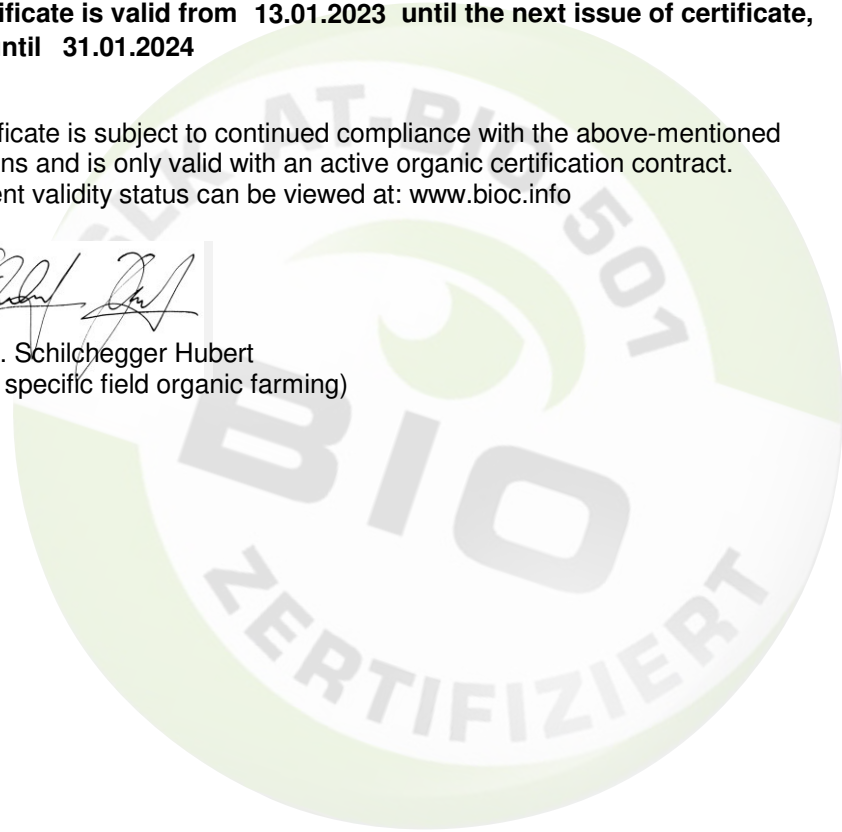 ificate is valid from 13.01.2023 until the next issue of certificate,
ntil 31.01.2024
ficate is subject to continued compliance with the above-mentioned
ns and is only valid with an active organic certification contract.
ent validity status can be viewed at: www.bioc.info
. Schilchegger Hubert
specific field organic farming)
SLK AT-BIO 501
BIO
ZERTIFIZIERT